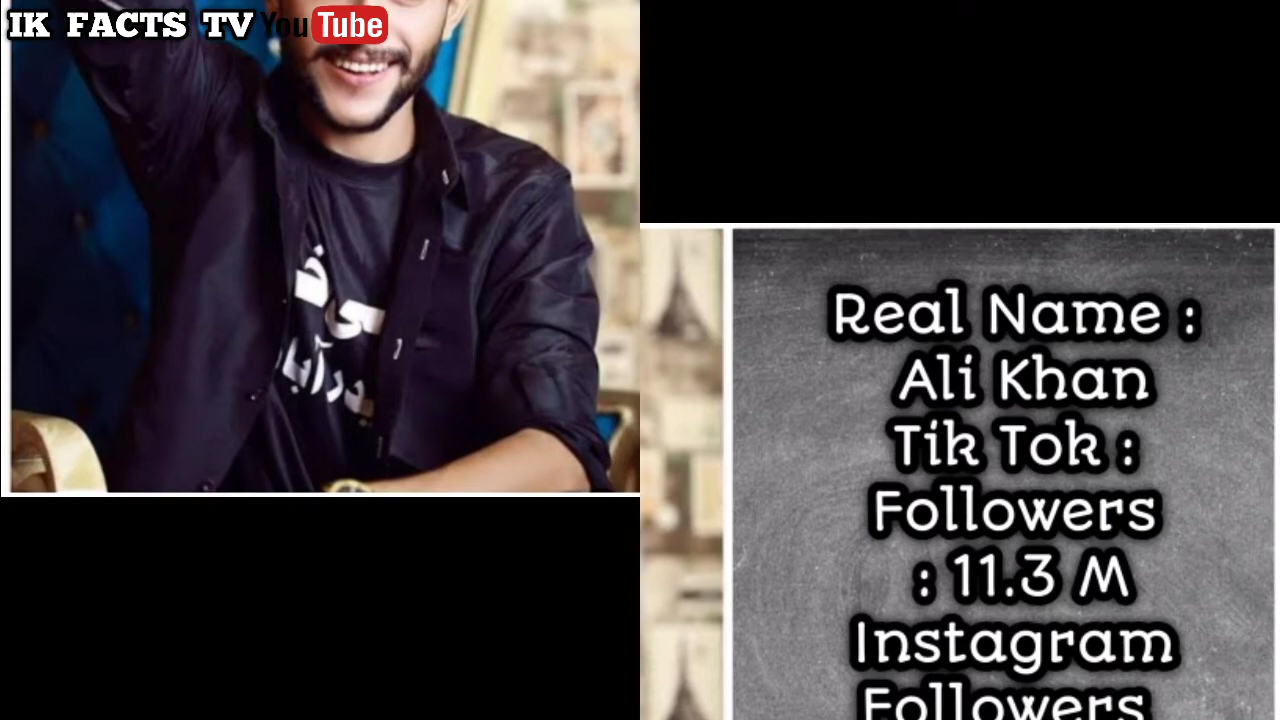 IK FACTS TV YouTube
Real Name :
Ali Khan
Tik Tok :
Followers
: 11.3 M
Instagram
Followers